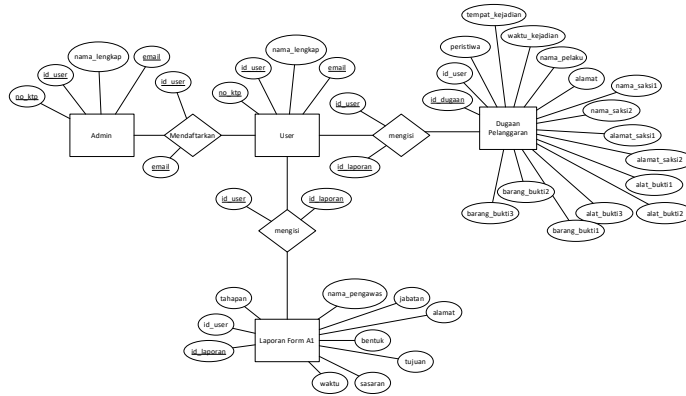 tempat_kejadian
waktu_kejadian
peristiwa
nama_pelaku
id_user
alamat
id_dugaan
nama_saksi1
nama_saksi2
alamat_saksi1
alamat_saksi2
alat_bukti1
alat_bukti2
alat_bukti3
barang_bukti1
barang_bukti2
barang_bukti3
Dugaan
Pelanggaran
nama_lengkap
id_user
email
no_ktp
Admin
id_user
Mendaftarkan
email
nama_lengkap
id_user
email
no_ktp
User
id_user
mengisi
id_laporan
id_user
id_laporan
mengisi
tahapan
nama_pengawas
jabatan
alamat
id_user
id_laporan
Laporan Form A1
bentuk
tujuan
waktu
sasaran